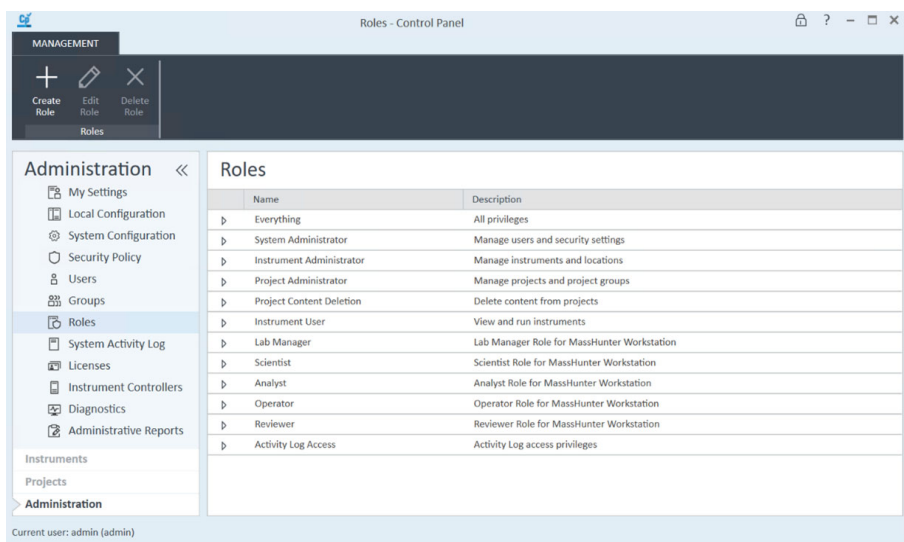 Roles - Control Panel
?
MANAGEMENT
Create Role
Edit Role
Delete Role
Roles
Administration
My Settings
Local Configuration
System Configuration
Security Policy
Users
Groups
Roles
System Activity Log
Licenses
Instrument Controllers
Diagnostics
Administrative Reports
Instruments
Projects
Administration
Roles
Name Description
Everything All privileges
System Administrator Manage users and security settings
Instrument Administrator Manage instruments and locations
Project Administrator Manage projects and project groups
Project Content Deletion Delete content from projects
Instrument User View and run instruments
Lab Manager Lab Manager Role for MassHunter Workstation
Scientist Scientist Role for MassHunter Workstation
Analyst Analyst Role for MassHunter Workstation
Operator Operator Role for MassHunter Workstation
Reviewer Reviewer Role for MassHunter Workstation
Activity Log Access Activity Log access privileges
Current user: admin (admin)